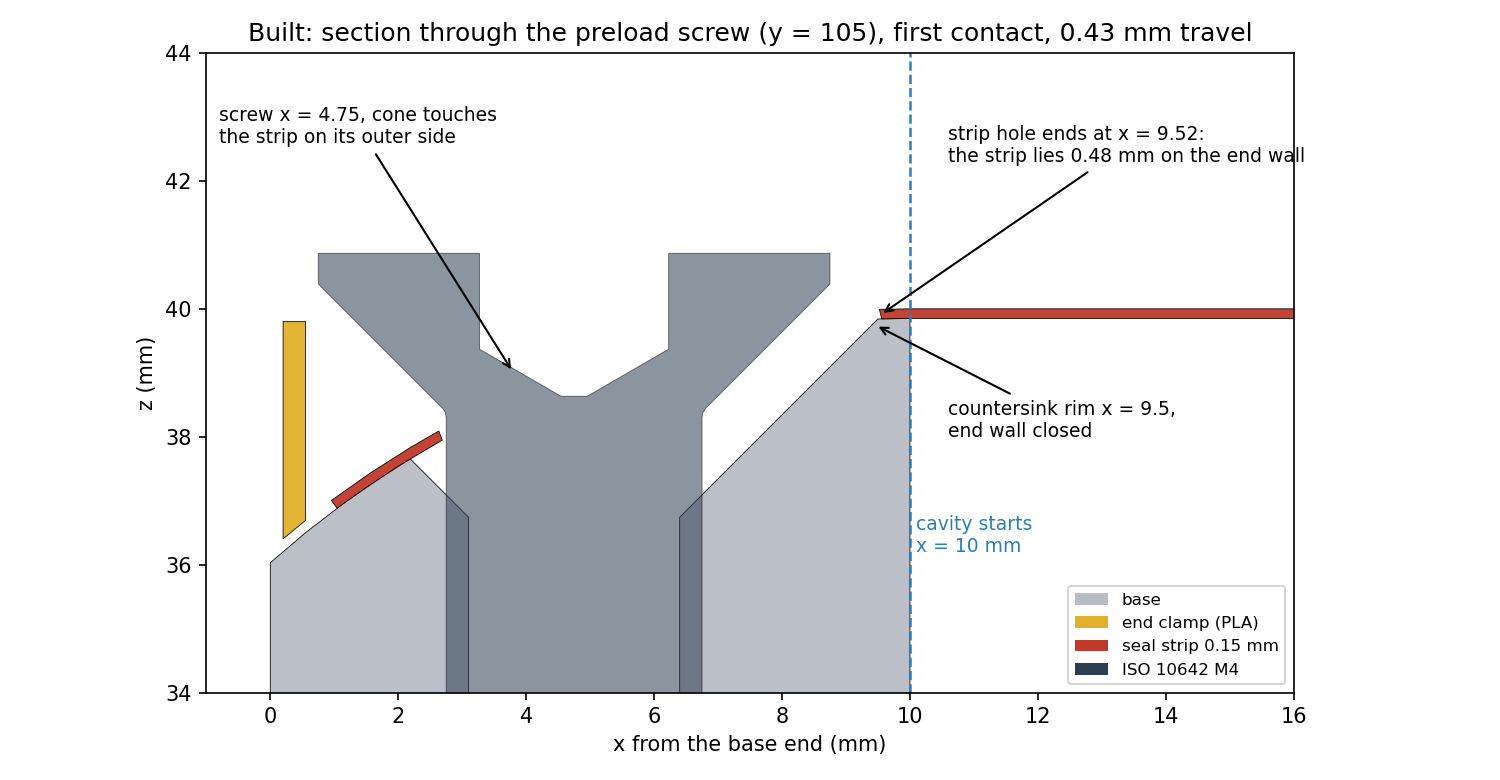 Built: section through the preload screw (y = 105), first contact, 0.43 mm travel
44
42
40
38
36
34
z (mm)
screw x = 4.75, cone touches
the strip on its outer side
strip hole ends at x = 9.52:
the strip lies 0.48 mm on the end wall
countersink rim x = 9.5,
end wall closed
cavity starts
x = 10 mm
base
end clamp (PLA)
seal strip 0.15 mm
ISO 10642 M4
0 2 4 6 8 10 12 14 16
x from the base end (mm)